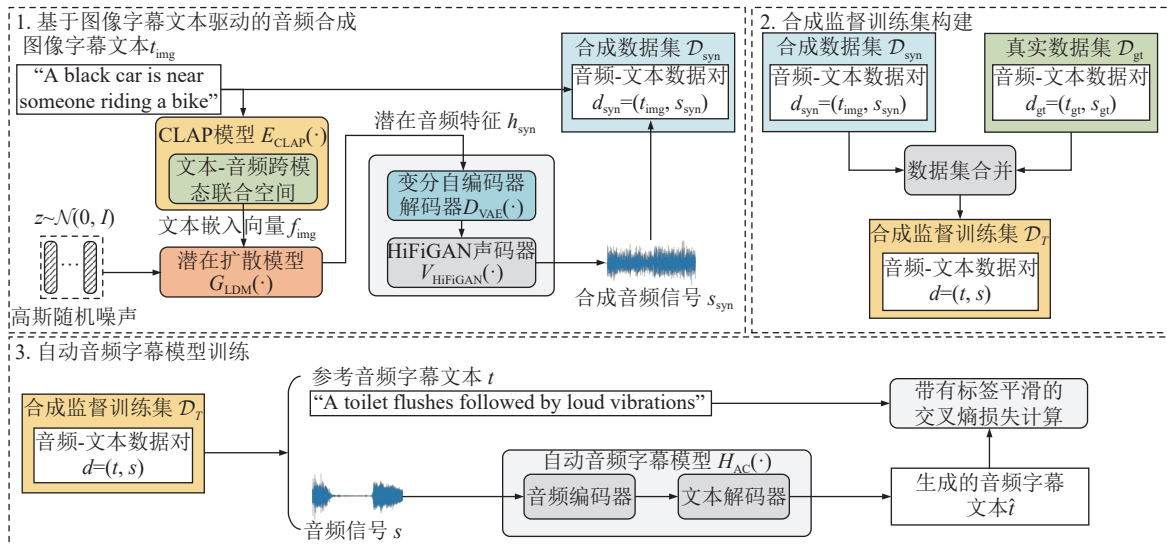 1. 基于图像字幕文本驱动的音频合成
图像字幕文本t_img
“A black car is near
someone riding a bike”
CLAP模型 E_CLAP(·)
文本-音频跨模
态联合空间
文本嵌入向量 f_img
z~𝒩(0, I)
···
高斯随机噪声
潜在扩散模型
G_LDM(·)
潜在音频特征 h_syn
变分自编码器
解码器D_VAE(·)
HiFiGAN声码器
V_HiFiGAN(·)
合成音频信号 s_syn
合成数据集 𝒟_syn
音频-文本数据对
d_syn=(t_img, s_syn)
2. 合成监督训练集构建
合成数据集 𝒟_syn
音频-文本数据对
d_syn=(t_img, s_syn)
真实数据集 𝒟_gt
音频-文本数据对
d_gt=(t_gt, s_gt)
数据集合并
合成监督训练集 𝒟_T
音频-文本数据对
d=(t, s)
3. 自动音频字幕模型训练
合成监督训练集 𝒟_T
音频-文本数据对
d=(t, s)
参考音频字幕文本 t
“A toilet flushes followed by loud vibrations”
音频信号 s
自动音频字幕模型 H_AC(·)
音频编码器
文本解码器
带有标签平滑的
交叉熵损失计算
生成的音频字幕
文本t̂